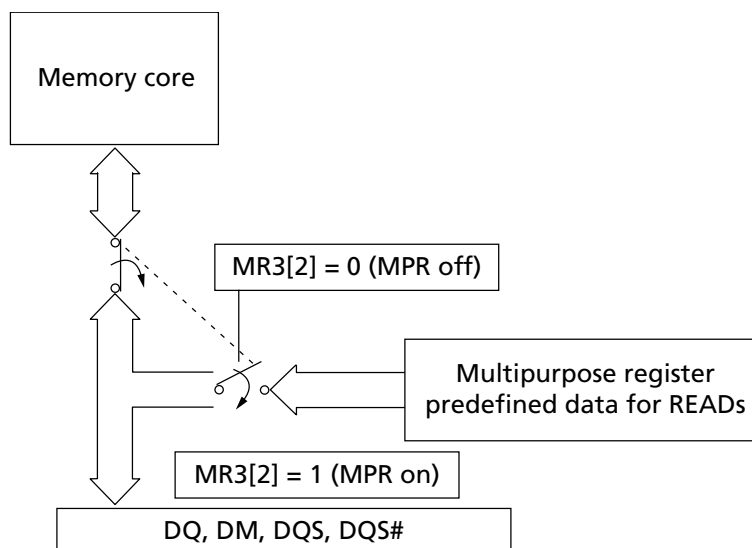 Memory core
MR3[2] = 0 (MPR off)
Multipurpose register
predefined data for READs
MR3[2] = 1 (MPR on)
DQ, DM, DQS, DQS#